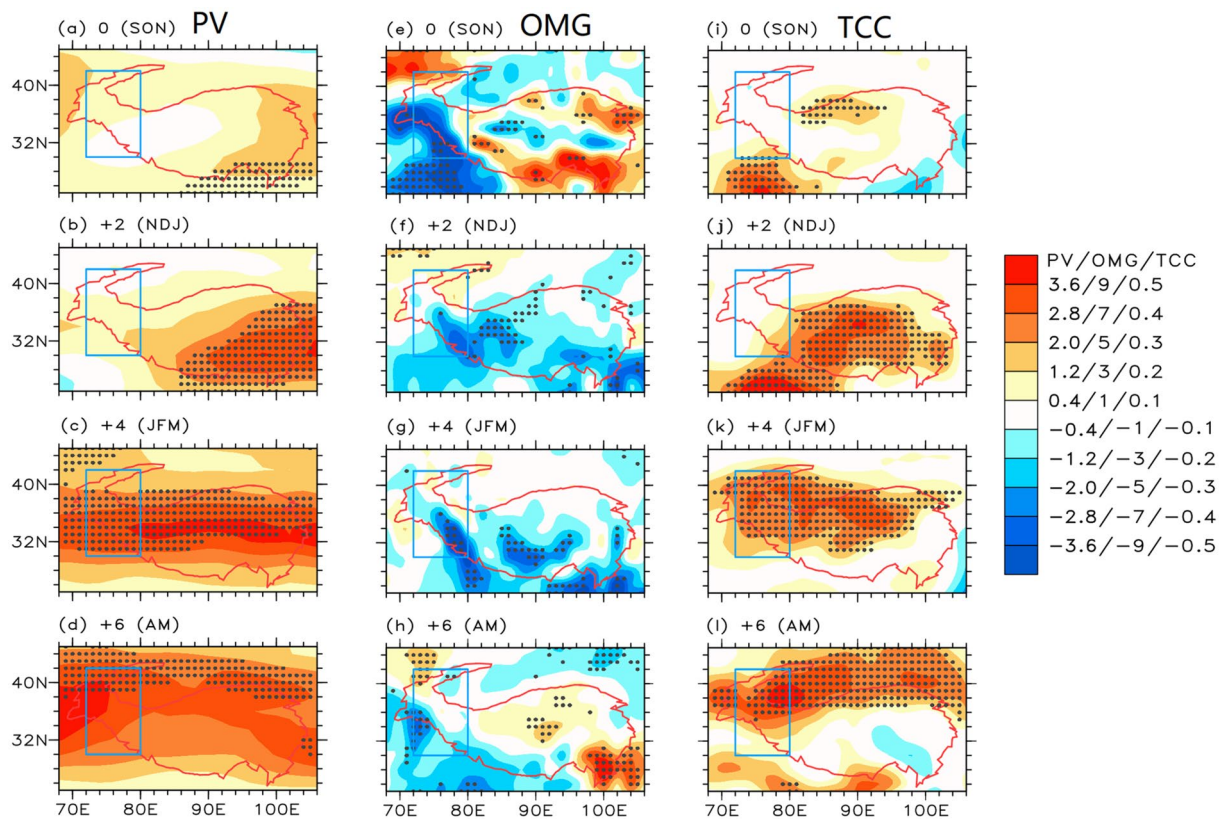 (a) 0 (SON) PV
(e) 0 (SON) OMG
(i) 0 (SON) TCC
40N
32N
(b) +2 (NDJ)
(f) +2 (NDJ)
(j) +2 (NDJ)
40N
32N
(c) +4 (JFM)
(g) +4 (JFM)
(k) +4 (JFM)
40N
32N
(d) +6 (AM)
(h) +6 (AM)
(l) +6 (AM)
40N
32N
70E 80E 90E 100E
70E 80E 90E 100E
70E 80E 90E 100E
PV/OMG/TCC
3.6/9/0.5
2.8/7/0.4
2.0/5/0.3
1.2/3/0.2
0.4/1/0.1
-0.4/-1/-0.1
-1.2/-3/-0.2
-2.0/-5/-0.3
-2.8/-7/-0.4
-3.6/-9/-0.5